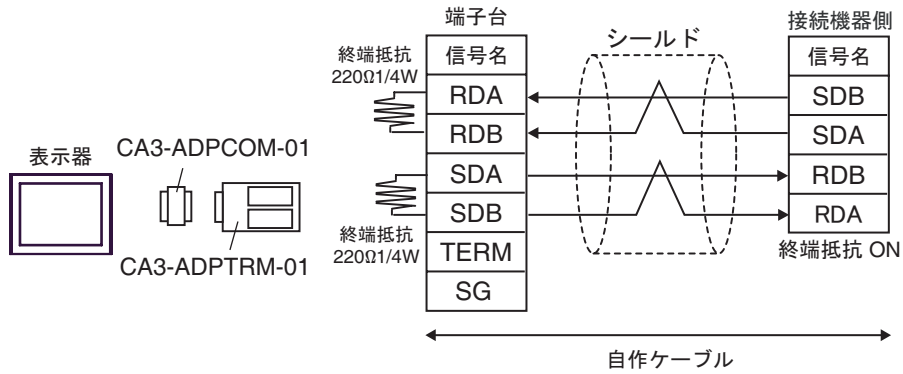 端子台
接続機器側
シールド
終端抵抗
220Ω1/4W
信号名
信号名
RDA
SDB
RDB
SDA
SDA
RDB
SDB
RDA
TERM
SG
終端抵抗
220Ω1/4W
終端抵抗 ON
表示器
CA3-ADPCOM-01
CA3-ADPTRM-01
自作ケーブル